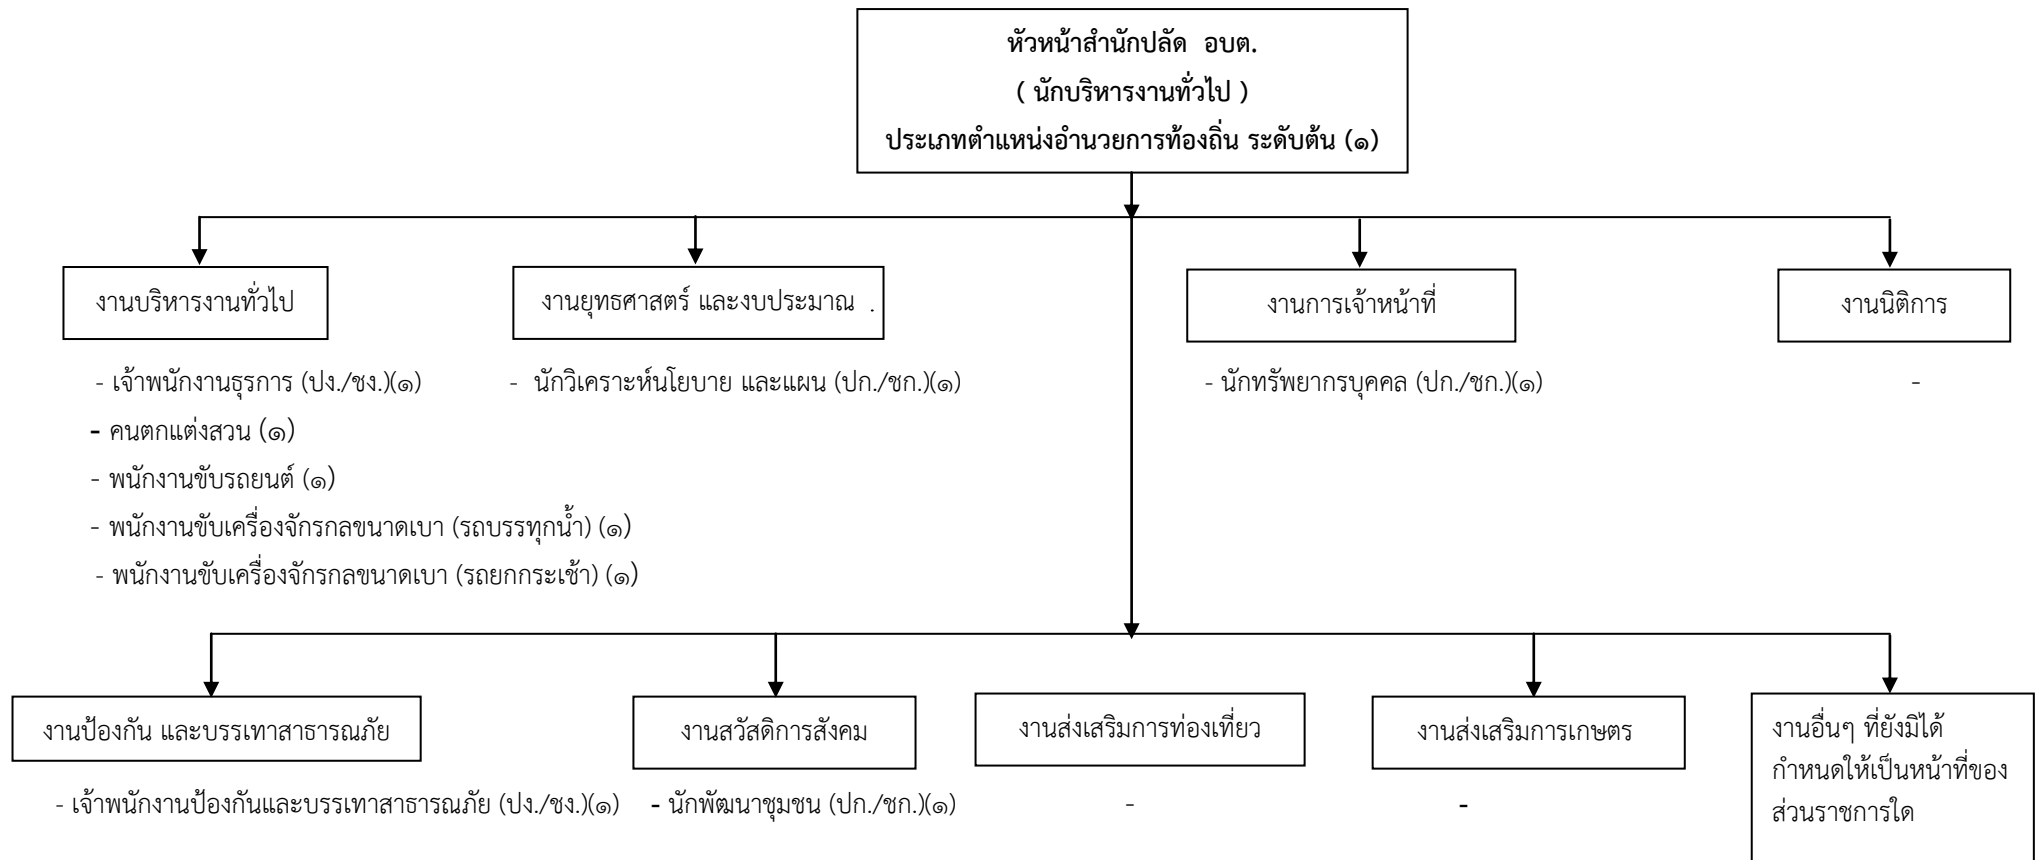 หัวหน้าสำนักปลัด อบต.
( นักบริหารงานทั่วไป )
ประเภทตำแหน่งอำนวยการท้องถิ่น ระดับต้น (๑)
งานบริหารงานทั่วไป
- เจ้าพนักงานธุรการ (ปง./ชง.)(๑)
- คนตกแต่งสวน (๑)
- พนักงานขับรถยนต์ (๑)
- พนักงานขับเครื่องจักรกลขนาดเบา (รถบรรทุกน้ำ) (๑)
- พนักงานขับเครื่องจักรกลขนาดเบา (รถยกกระเช้า) (๑)
งานยุทธศาสตร์ และงบประมาณ .
- นักวิเคราะห์นโยบาย และแผน (ปก./ชก.)(๑)
งานการเจ้าหน้าที่
- นักทรัพยากรบุคคล (ปก./ชก.)(๑)
งานนิติการ
-
งานป้องกัน และบรรเทาสาธารณภัย
- เจ้าพนักงานป้องกันและบรรเทาสาธารณภัย (ปง./ชง.)(๑)
งานสวัสดิการสังคม
- นักพัฒนาชุมชน (ปก./ชก.)(๑)
งานส่งเสริมการท่องเที่ยว
-
งานส่งเสริมการเกษตร
-
งานอื่นๆ ที่ยังมิได้
กำหนดให้เป็นหน้าที่ของ
ส่วนราชการใด